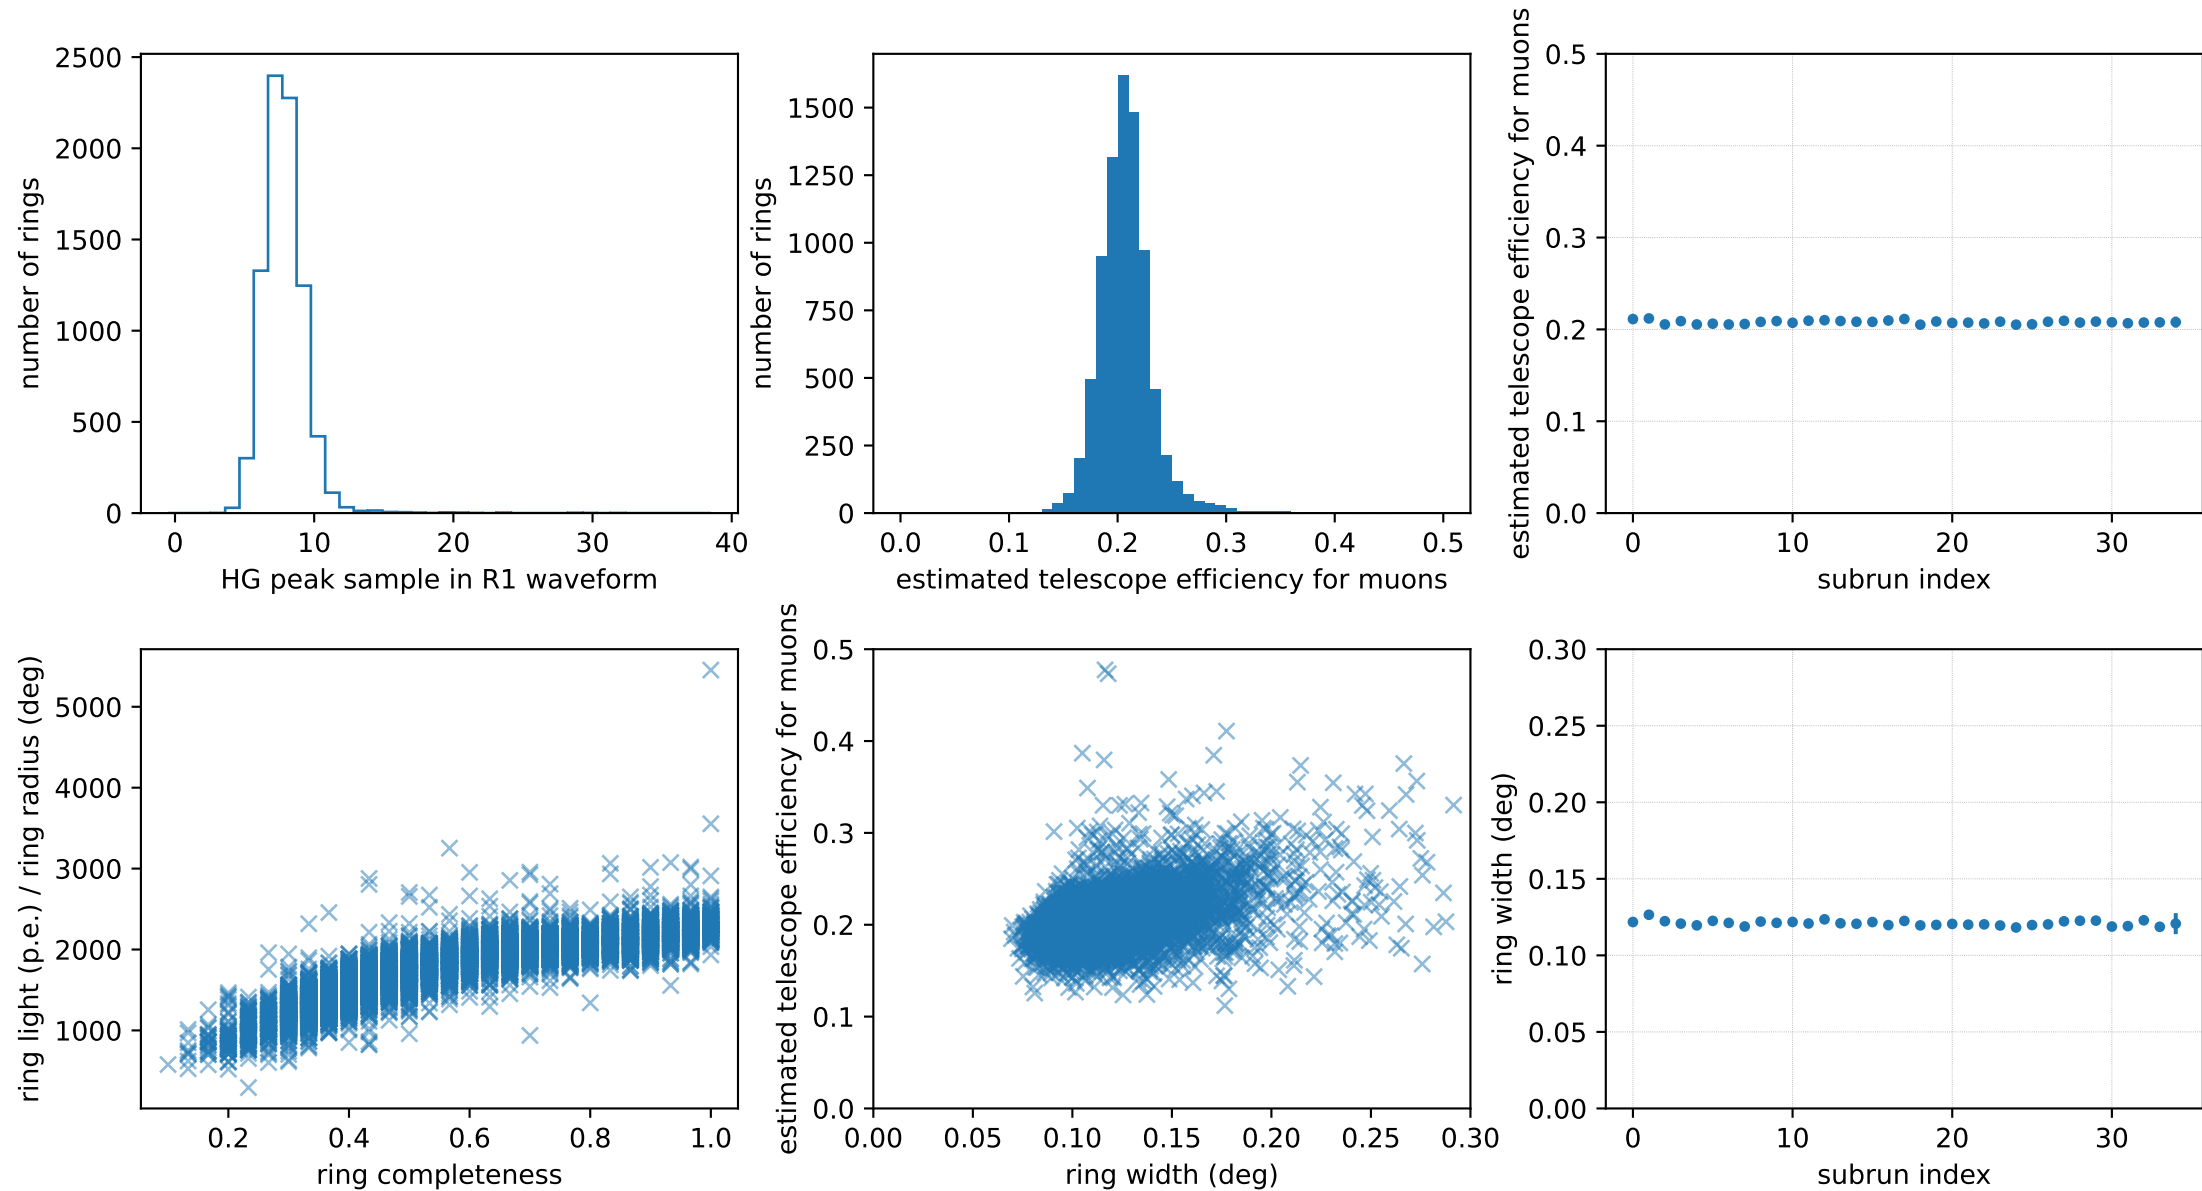 2500
2000
1500
1000
500
0
number of rings
0 10 20 30 40
HG peak sample in R1 waveform
1500
1250
1000
750
500
250
0
number of rings
0.0 0.1 0.2 0.3 0.4 0.5
estimated telescope efficiency for muons
0.5
0.4
0.3
0.2
0.1
0.0
estimated telescope efficiency for muons
0 10 20 30
subrun index
5000
4000
3000
2000
1000
ring light (p.e.) / ring radius (deg)
0.2 0.4 0.6 0.8 1.0
ring completeness
0.5
0.4
0.3
0.2
0.1
0.0
estimated telescope efficiency for muons
0.00 0.05 0.10 0.15 0.20 0.25 0.30
ring width (deg)
0.30
0.25
0.20
0.15
0.10
0.05
0.00
ring width (deg)
0 10 20 30
subrun index